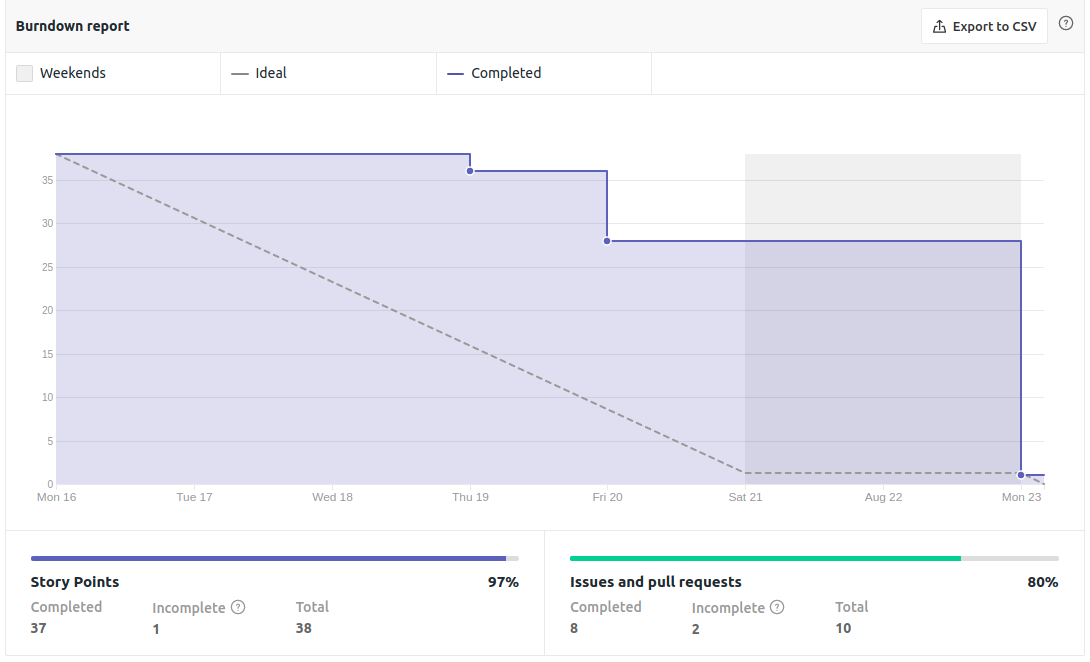 Burndown report
Export to CSV
Weekends
Ideal
Completed
35
30
25
20
15
10
5
0
Mon 16 Tue 17 Wed 18 Thu 19 Fri 20 Sat 21 Aug 22 Mon 23
Story Points 97%
Completed Incomplete ? Total
37 1 38
Issues and pull requests 80%
Completed Incomplete ? Total
8 2 10